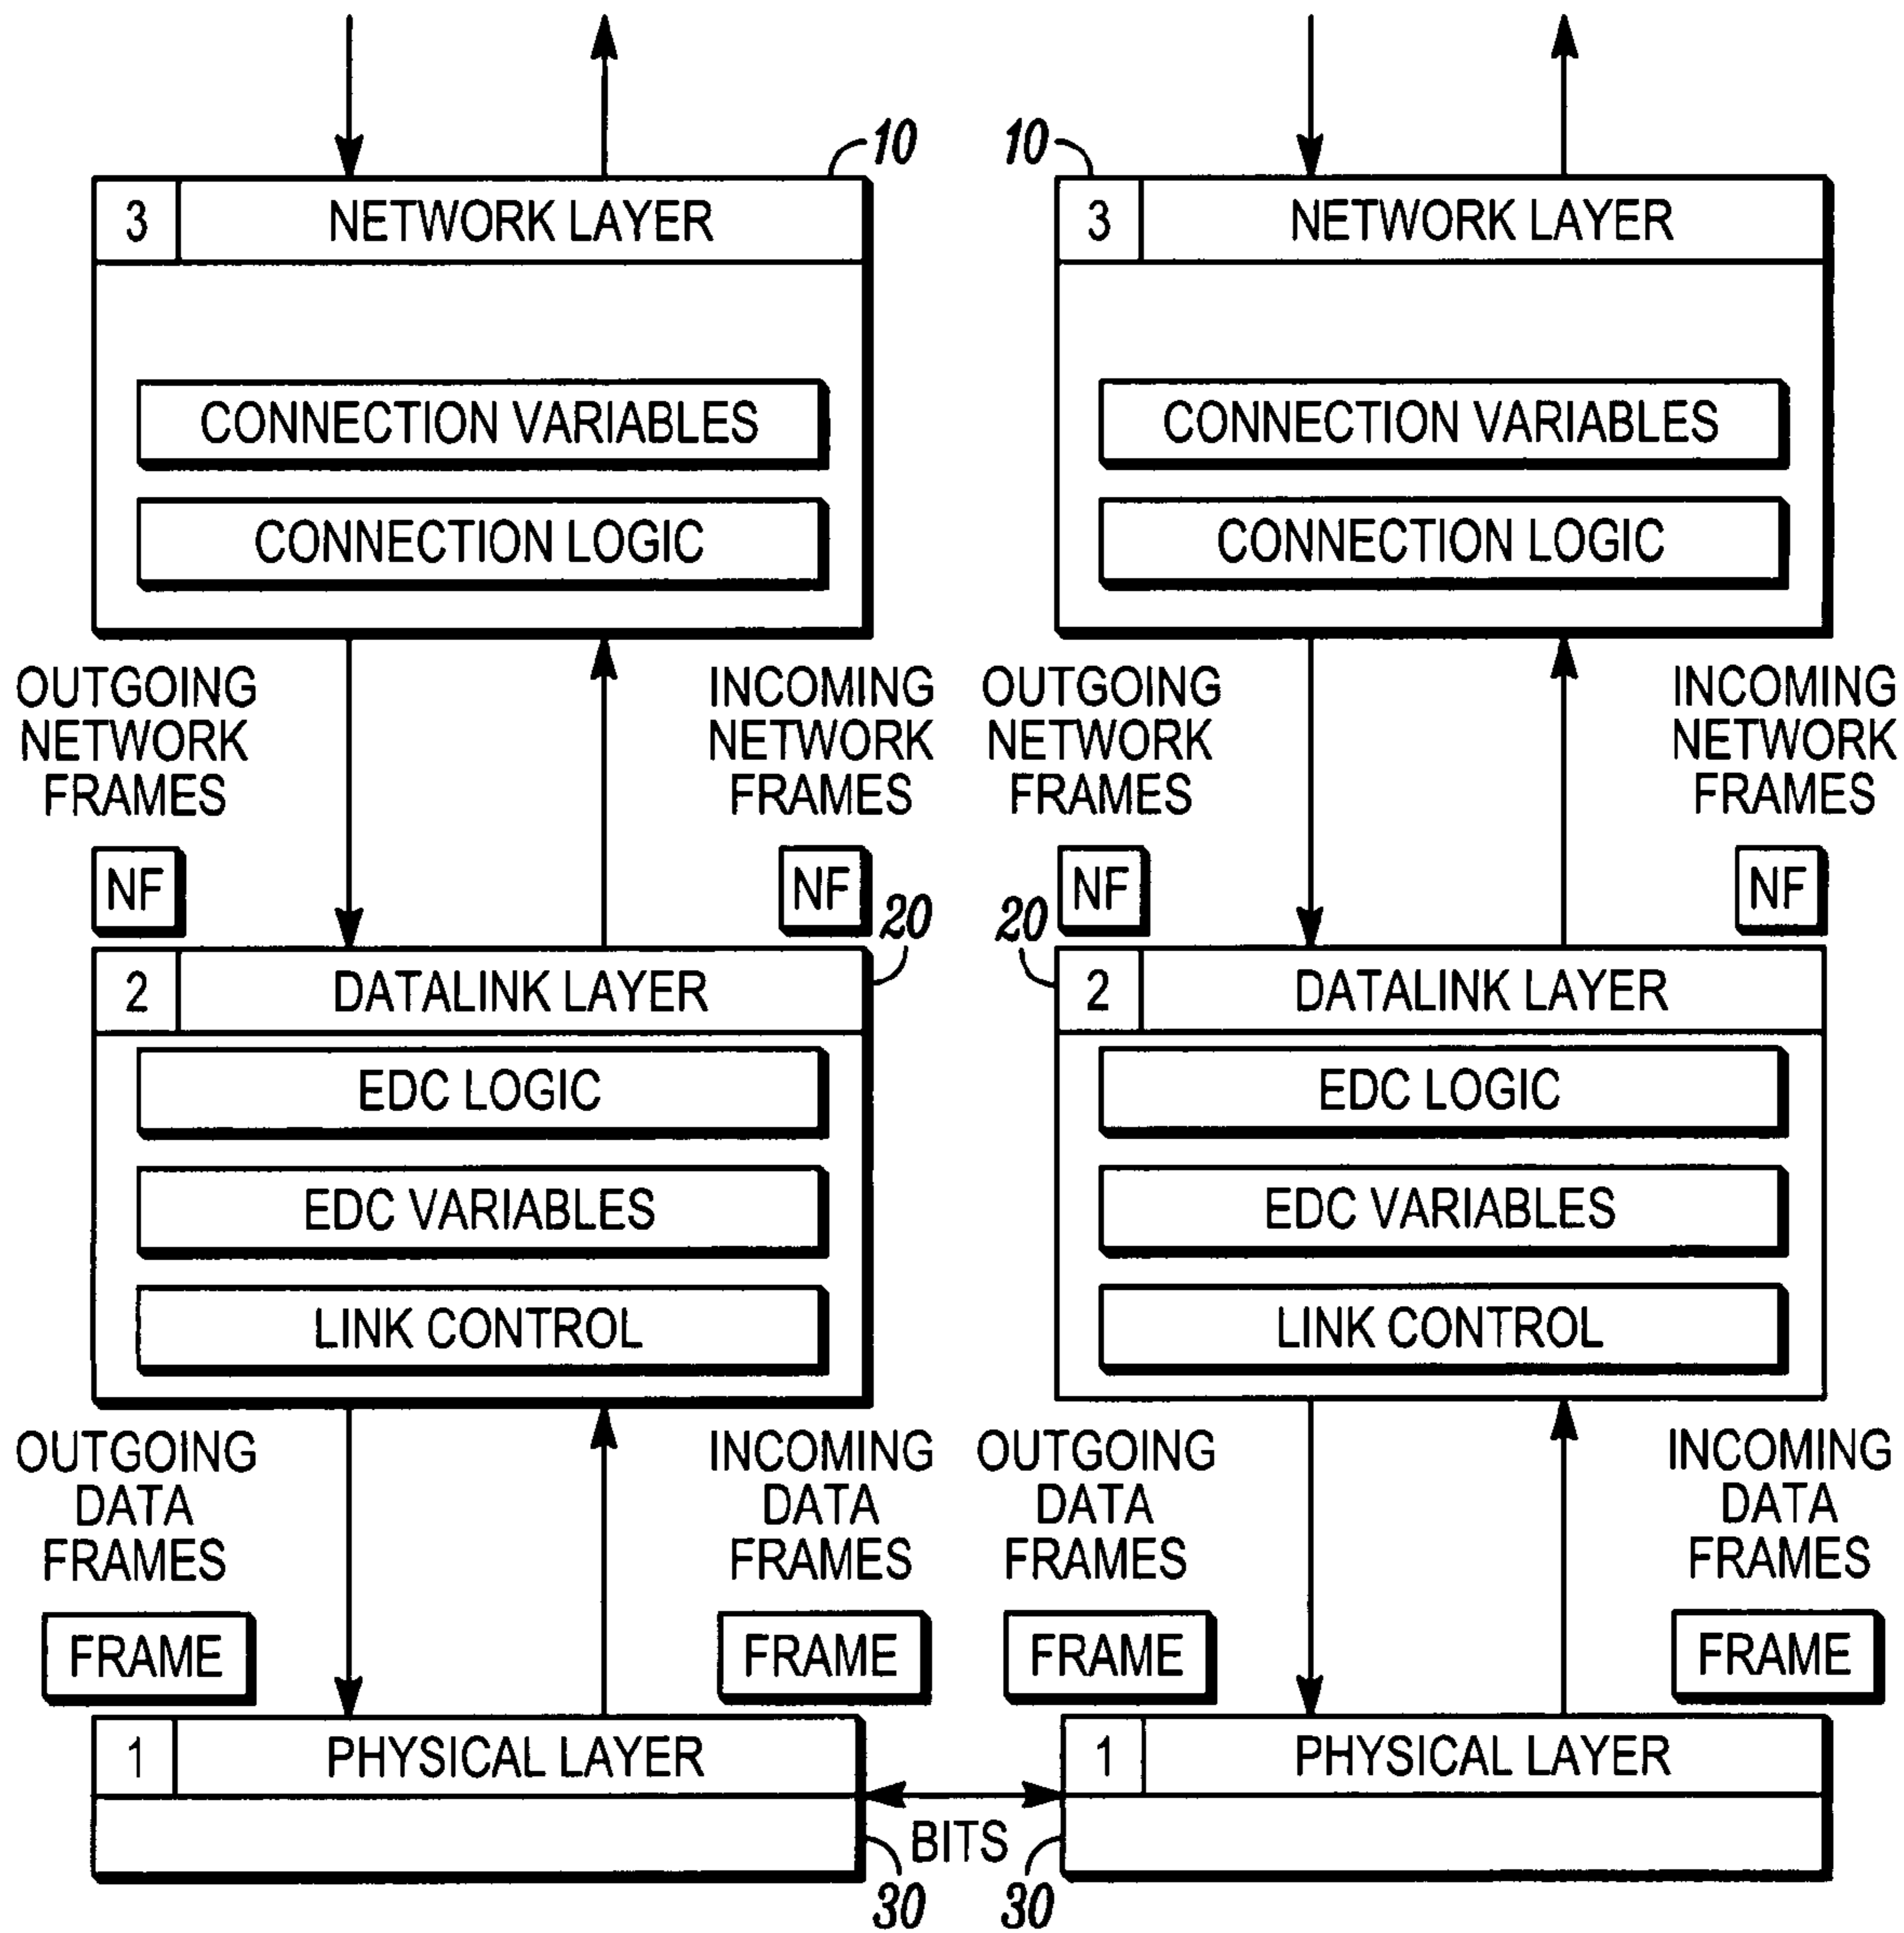 10
10
3
NETWORK LAYER
3
NETWORK LAYER
CONNECTION VARIABLES
CONNECTION VARIABLES
CONNECTION LOGIC
CONNECTION LOGIC
OUTGOING
NETWORK
FRAMES
INCOMING
NETWORK
FRAMES
OUTGOING
NETWORK
FRAMES
INCOMING
NETWORK
FRAMES
NF
NF
NF
NF
20
20
2
DATALINK LAYER
2
DATALINK LAYER
EDC LOGIC
EDC LOGIC
EDC VARIABLES
EDC VARIABLES
LINK CONTROL
LINK CONTROL
OUTGOING
DATA
FRAMES
INCOMING
DATA
FRAMES
OUTGOING
DATA
FRAMES
INCOMING
DATA
FRAMES
FRAME
FRAME
FRAME
FRAME
1
PHYSICAL LAYER
1
PHYSICAL LAYER
BITS
30
30